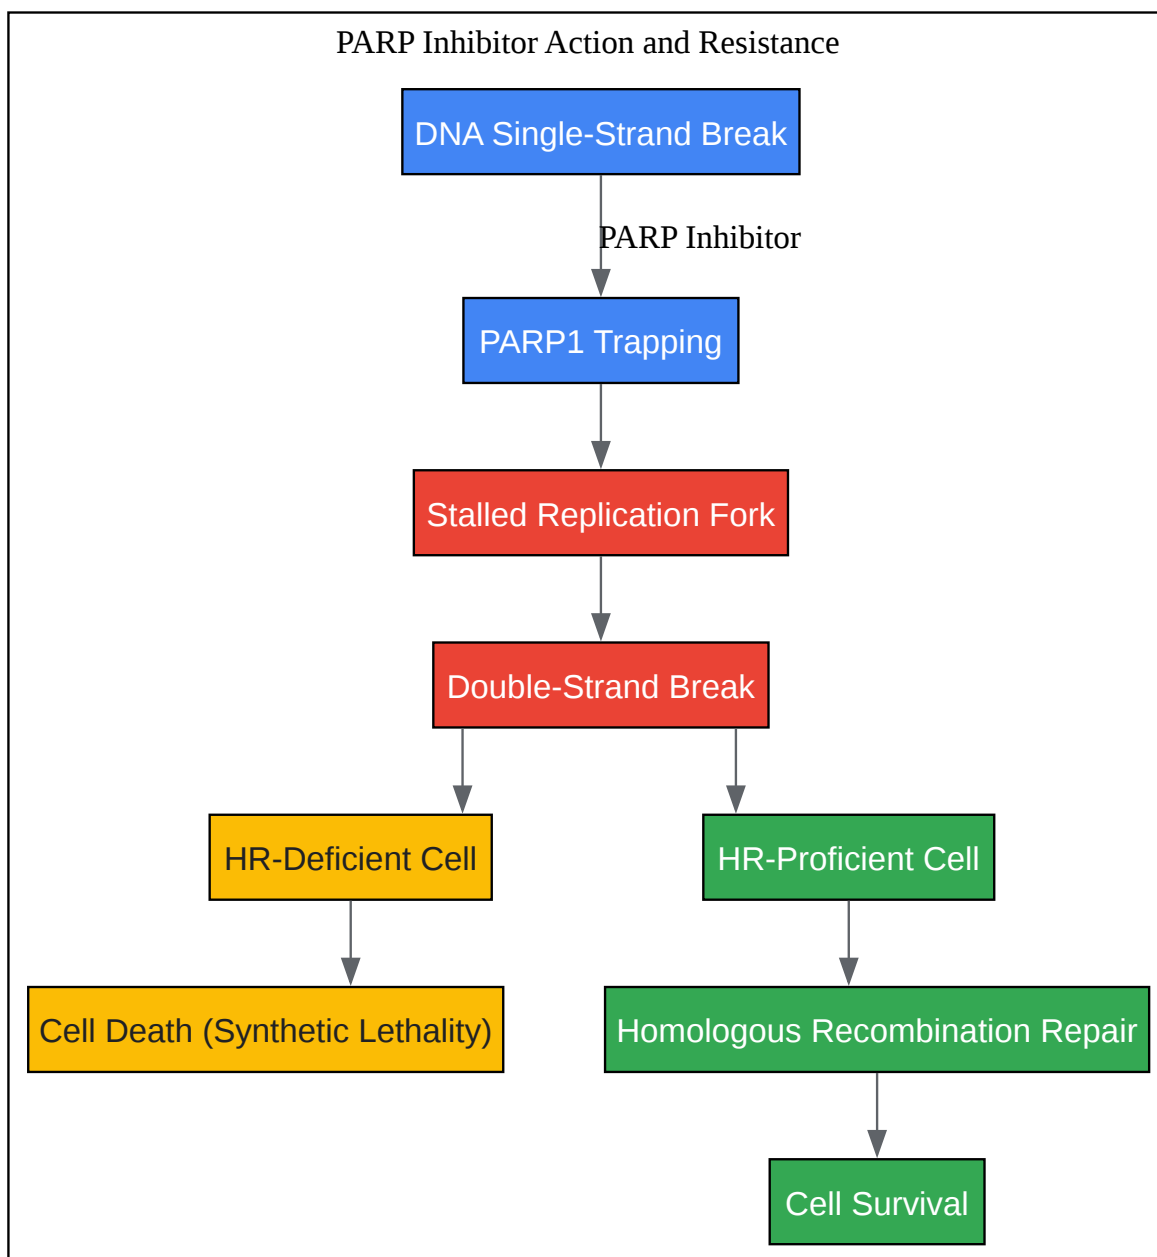 PARP Inhibitor Action and Resistance
DNA Single-Strand Break
PARP Inhibitor
PARP1 Trapping
Stalled Replication Fork
Double-Strand Break
HR-Deficient Cell
HR-Proficient Cell
Cell Death (Synthetic Lethality)
Homologous Recombination Repair
Cell Survival